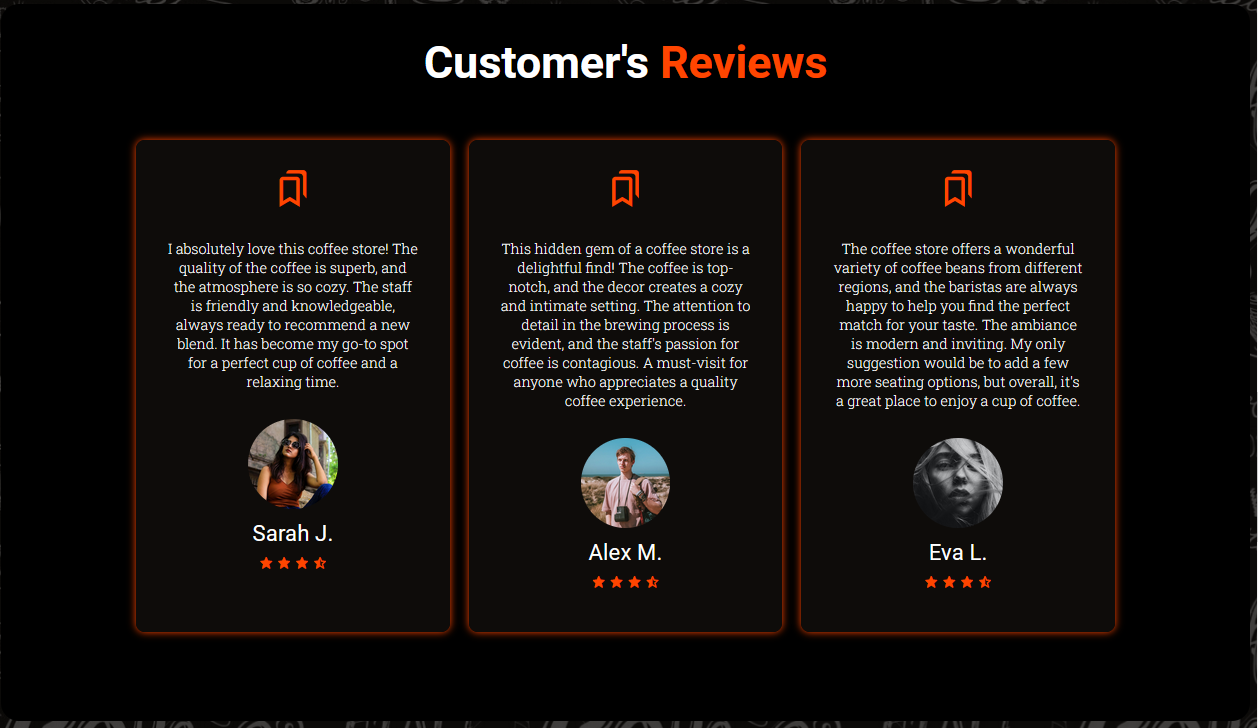 Customer's Reviews
I absolutely love this coffee store! The
quality of the coffee is superb, and
the atmosphere is so cozy. The staff
is friendly and knowledgeable,
always ready to recommend a new
blend. It has become my go-to spot
for a perfect cup of coffee and a
relaxing time.
Sarah J.
This hidden gem of a coffee store is a
delightful find! The coffee is top-
notch, and the decor creates a cozy
and intimate setting. The attention to
detail in the brewing process is
evident, and the staff's passion for
coffee is contagious. A must-visit for
anyone who appreciates a quality
coffee experience.
Alex M.
The coffee store offers a wonderful
variety of coffee beans from different
regions, and the baristas are always
happy to help you find the perfect
match for your taste. The ambiance
is modern and inviting. My only
suggestion would be to add a few
more seating options, but overall, it's
a great place to enjoy a cup of coffee.
Eva L.